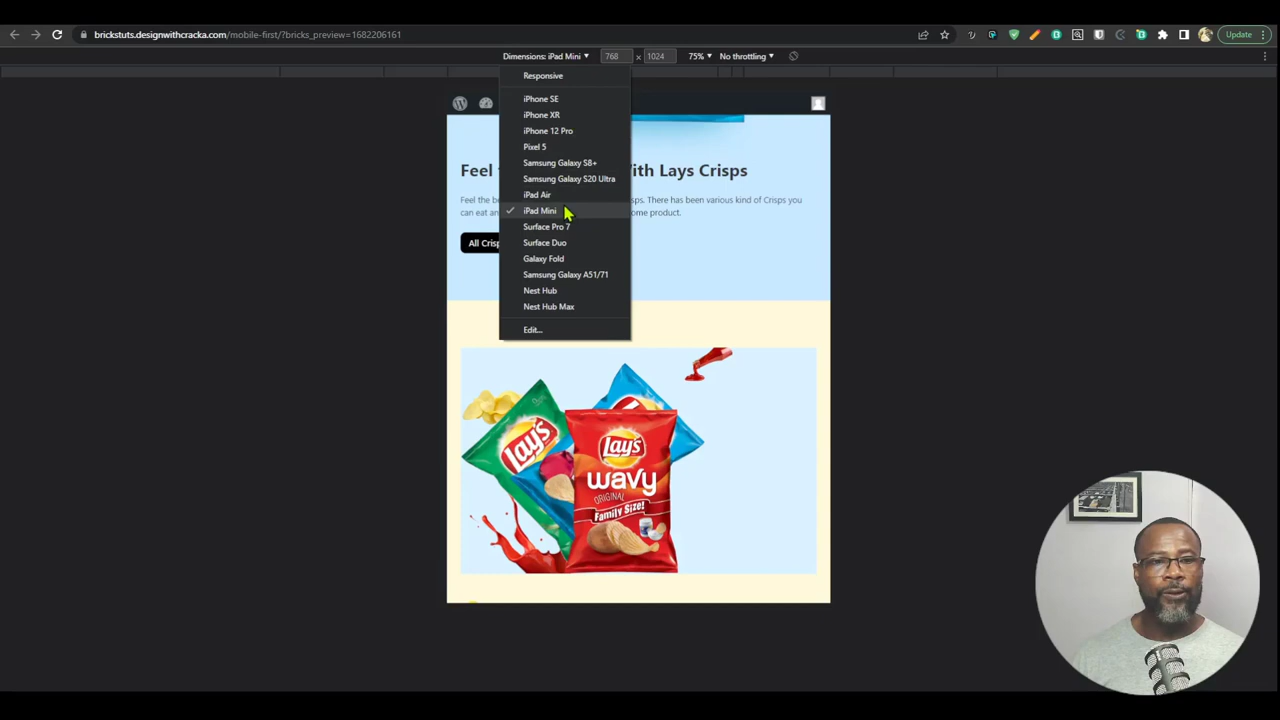 brickstuts.designwithcracka.com/mobile-first/?bricks_preview=1682206161
Update
Dimensions: iPad Mini
768 × 1024
75%
No throttling
Responsive
iPhone SE
iPhone XR
iPhone 12 Pro
Pixel 5
Samsung Galaxy S8+
Samsung Galaxy S20 Ultra
iPad Air
iPad Mini
Surface Pro 7
Surface Duo
Galaxy Fold
Samsung Galaxy A51/71
Nest Hub
Nest Hub Max
Edit...
Feel
ith Lays Crisps
Feel the be
sps. There has been various kind of Crisps you
can eat an
ome product.
All Crisp
Lay's
Lay's
wavy
ORIGINAL
Family Size!